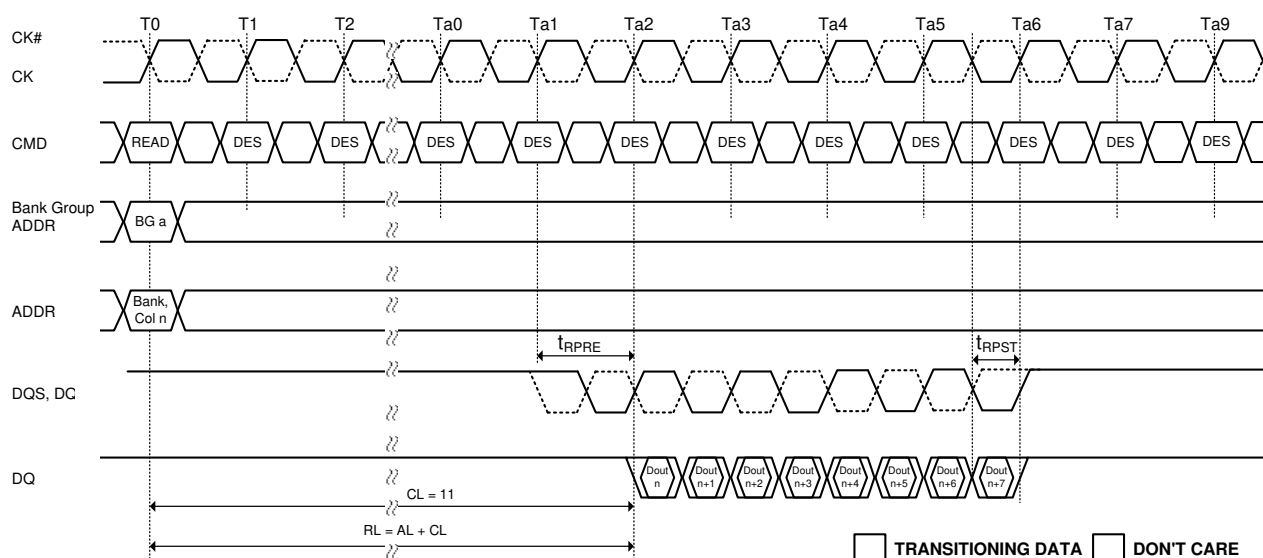 T0 T1 T2 Ta0 Ta1 Ta2 Ta3 Ta4 Ta5 Ta6 Ta7 Ta9
CK#
CK
CMD READ DES DES DES DES DES DES DES DES DES DES DES
Bank Group
ADDR
BG a
ADDR
Bank,
Col n
tRPRE tRPST
DQS, DQ
DQ
Dout n Dout n+1 Dout n+2 Dout n+3 Dout n+4 Dout n+5 Dout n+6 Dout n+7
CL = 11
RL = AL + CL
TRANSITIONING DATA DON'T CARE